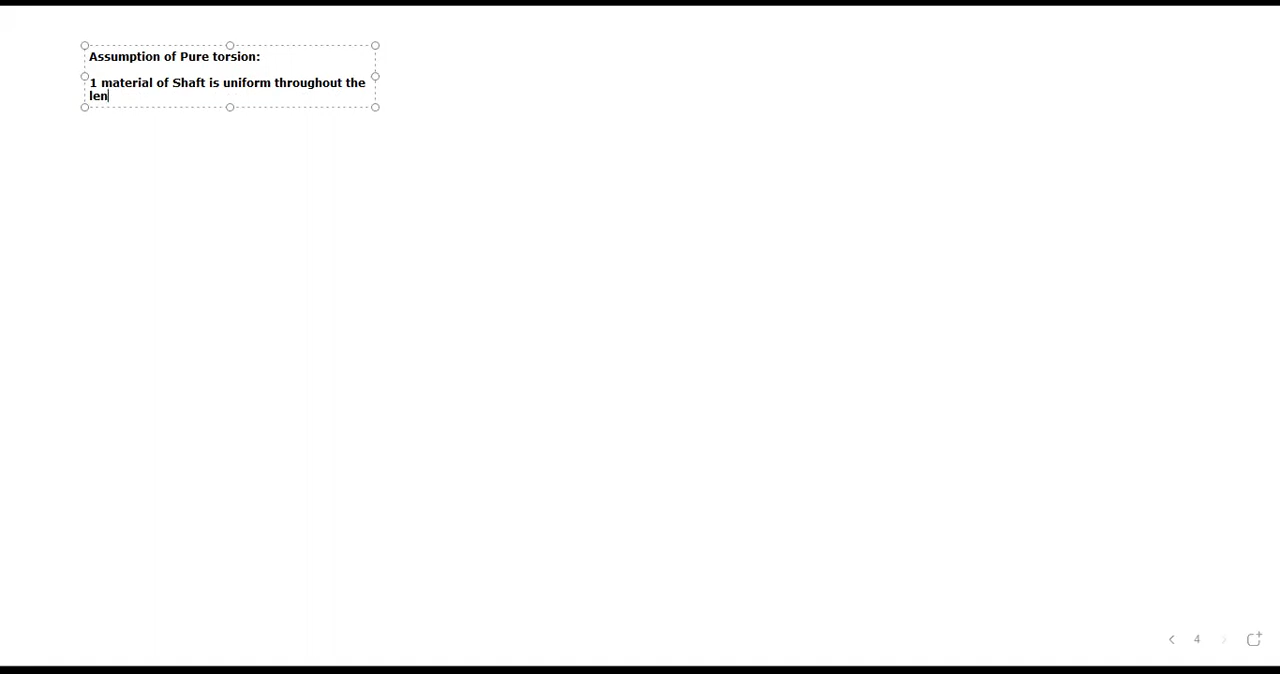 Assumption of Pure torsion:
1 material of Shaft is uniform throughout the
len
4